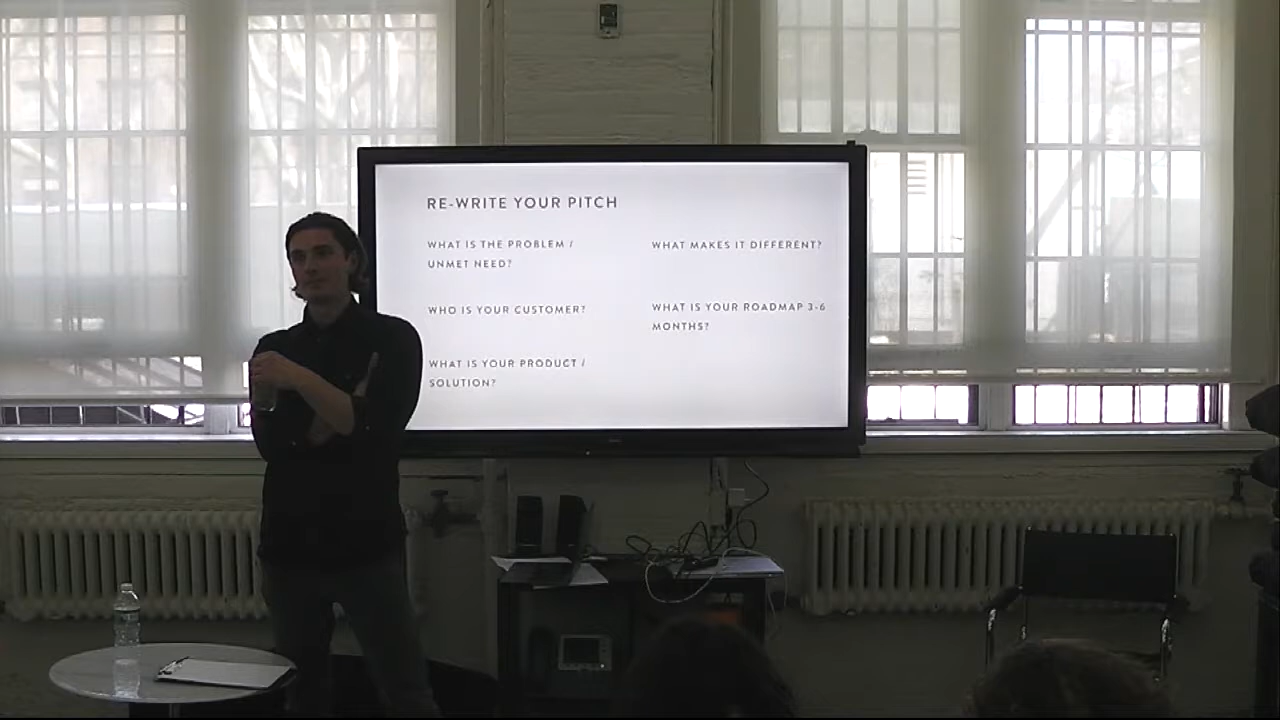 RE-WRITE YOUR PITCH
WHAT IS THE PROBLEM /
UNMET NEED?
WHO IS YOUR CUSTOMER?
WHAT IS YOUR PRODUCT /
SOLUTION?
WHAT MAKES IT DIFFERENT?
WHAT IS YOUR ROADMAP 3-6
MONTHS?